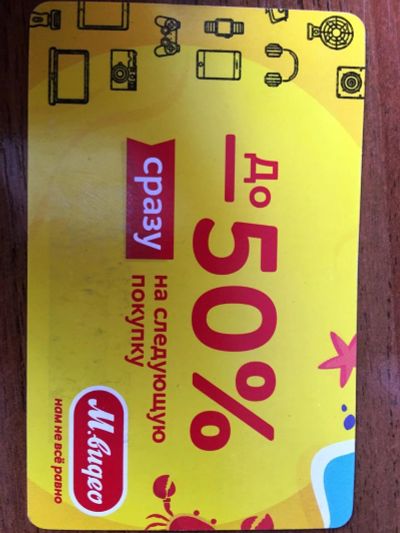 До
50%
сразу
на следующую
покупку
М.видео
нам не всё равно